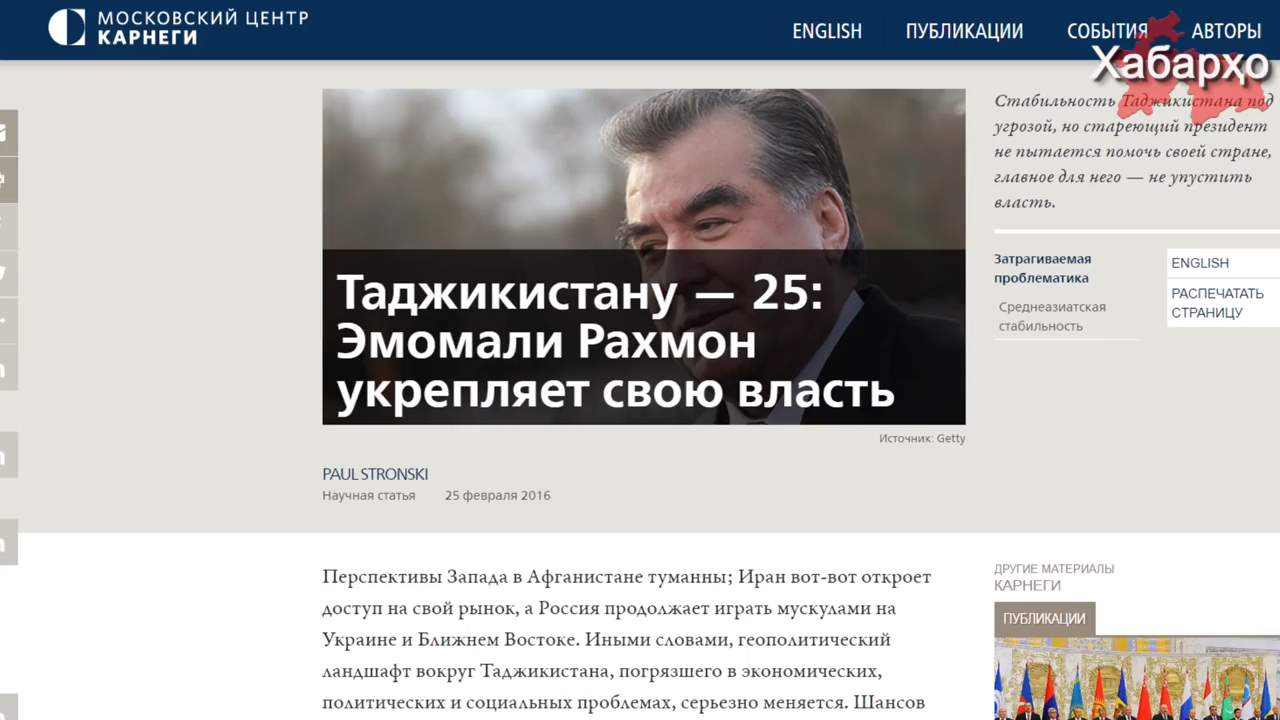 МОСКОВСКИЙ ЦЕНТР
КАРНЕГИ
ENGLISH
ПУБЛИКАЦИИ
СОБЫТИЯ
АВТОРЫ
Хабарҳо
Таджикистану — 25:
Эмомали Рахмон
укрепляет свою власть
Источник: Getty
PAUL STRONSKI
Научная статья
25 февраля 2016
Стабильность Таджикистана под
угрозой, но стареющий президент
не пытается помочь своей стране,
главное для него — не упустить
власть.
Затрагиваемая
проблематика
Среднеазиатская
стабильность
ENGLISH
РАСПЕЧАТАТЬ
СТРАНИЦУ
Перспективы Запада в Афганистане туманны; Иран вот-вот откроет
доступ на свой рынок, а Россия продолжает играть мускулами на
Украине и Ближнем Востоке. Иными словами, геополитический
ландшафт вокруг Таджикистана, погрязшего в экономических,
политических и социальных проблемах, серьезно меняется. Шансов
ДРУГИЕ МАТЕРИАЛЫ
КАРНЕГИ
ПУБЛИКАЦИИ